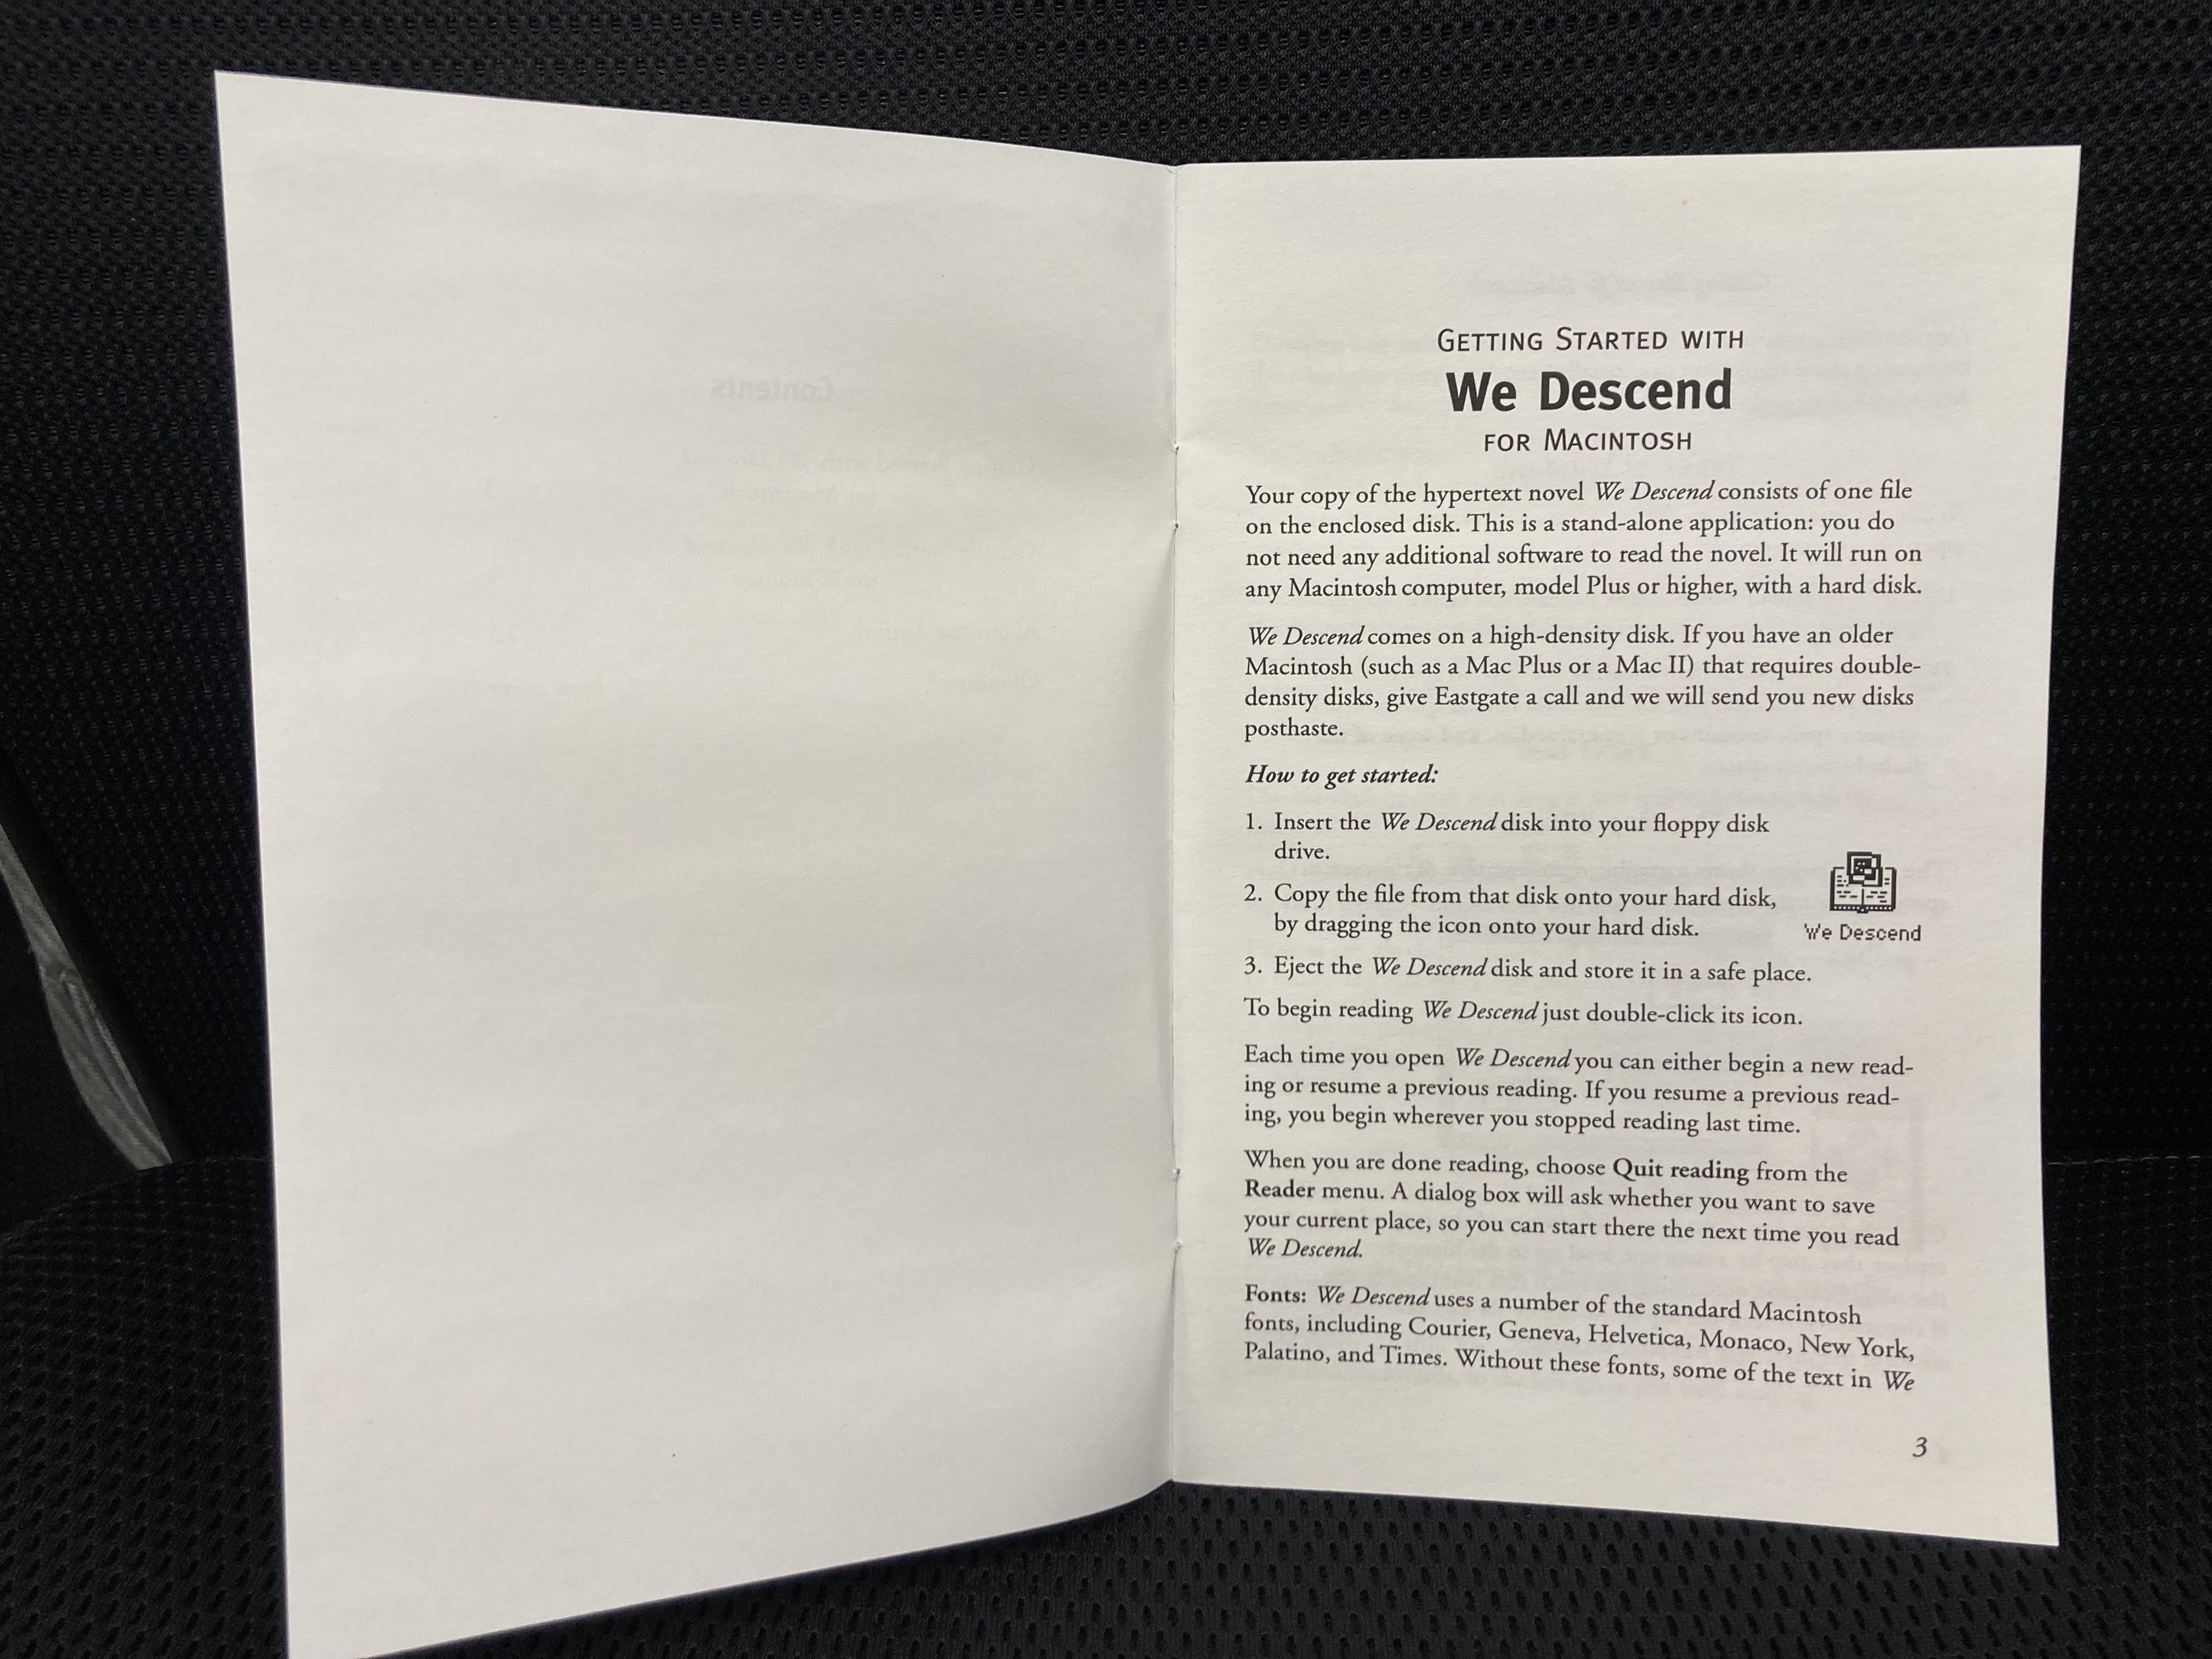 GETTING STARTED WITH
We Descend
FOR MACINTOSH
Your copy of the hypertext novel We Descend consists of one file
on the enclosed disk. This is a stand-alone application: you do
not need any additional software to read the novel. It will run on
any Macintosh computer, model Plus or higher, with a hard disk.
We Descend comes on a high-density disk. If you have an older
Macintosh (such as a Mac Plus or a Mac II) that requires double-
density disks, give Eastgate a call and we will send you new disks
posthaste.
How to get started:
1. Insert the We Descend disk into your floppy disk
drive.
2. Copy the file from that disk onto your hard disk,
by dragging the icon onto your hard disk.
We Descend
3. Eject the We Descend disk and store it in a safe place.
To begin reading We Descend just double-click its icon.
Each time you open We Descend you can either begin a new read-
ing or resume a previous reading. If you resume a previous read-
ing, you begin wherever you stopped reading last time.
When you are done reading, choose Quit reading from the
Reader menu. A dialog box will ask whether you want to save
your current place, so you can start there the next time you read
We Descend.
Fonts: We Descend uses a number of the standard Macintosh
fonts, including Courier, Geneva, Helvetica, Monaco, New York,
Palatino, and Times. Without these fonts, some of the text in We
3